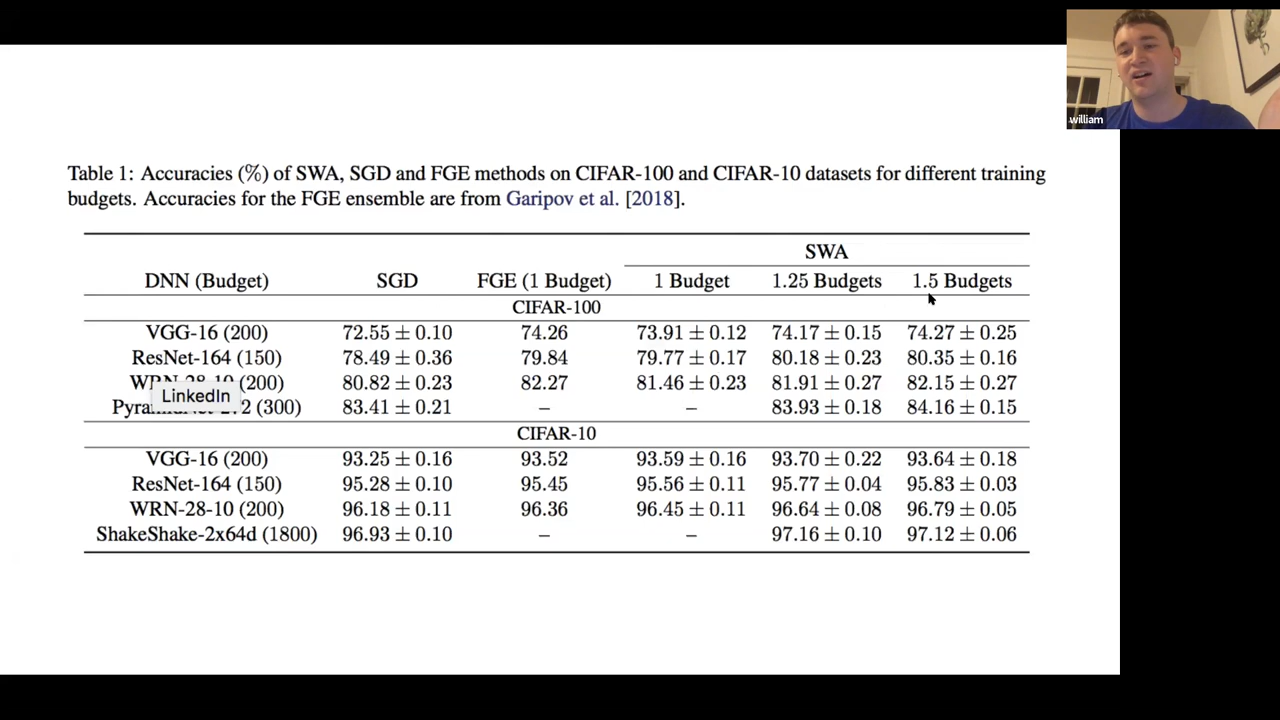 william
Table 1: Accuracies (%) of SWA, SGD and FGE methods on CIFAR-100 and CIFAR-10 datasets for different training
budgets. Accuracies for the FGE ensemble are from Garipov et al. [2018].
SWA
DNN (Budget) SGD FGE (1 Budget) 1 Budget 1.25 Budgets 1.5 Budgets
CIFAR-100
VGG-16 (200) 72.55 ± 0.10 74.26 73.91 ± 0.12 74.17 ± 0.15 74.27 ± 0.25
ResNet-164 (150) 78.49 ± 0.36 79.84 79.77 ± 0.17 80.18 ± 0.23 80.35 ± 0.16
WRN-28-10 (200) 80.82 ± 0.23 82.27 81.46 ± 0.23 81.91 ± 0.27 82.15 ± 0.27
LinkedIn
(300) 83.41 ± 0.21 – – 83.93 ± 0.18 84.16 ± 0.15
CIFAR-10
VGG-16 (200) 93.25 ± 0.16 93.52 93.59 ± 0.16 93.70 ± 0.22 93.64 ± 0.18
ResNet-164 (150) 95.28 ± 0.10 95.45 95.56 ± 0.11 95.77 ± 0.04 95.83 ± 0.03
WRN-28-10 (200) 96.18 ± 0.11 96.36 96.45 ± 0.11 96.64 ± 0.08 96.79 ± 0.05
ShakeShake-2x64d (1800) 96.93 ± 0.10 – – 97.16 ± 0.10 97.12 ± 0.06